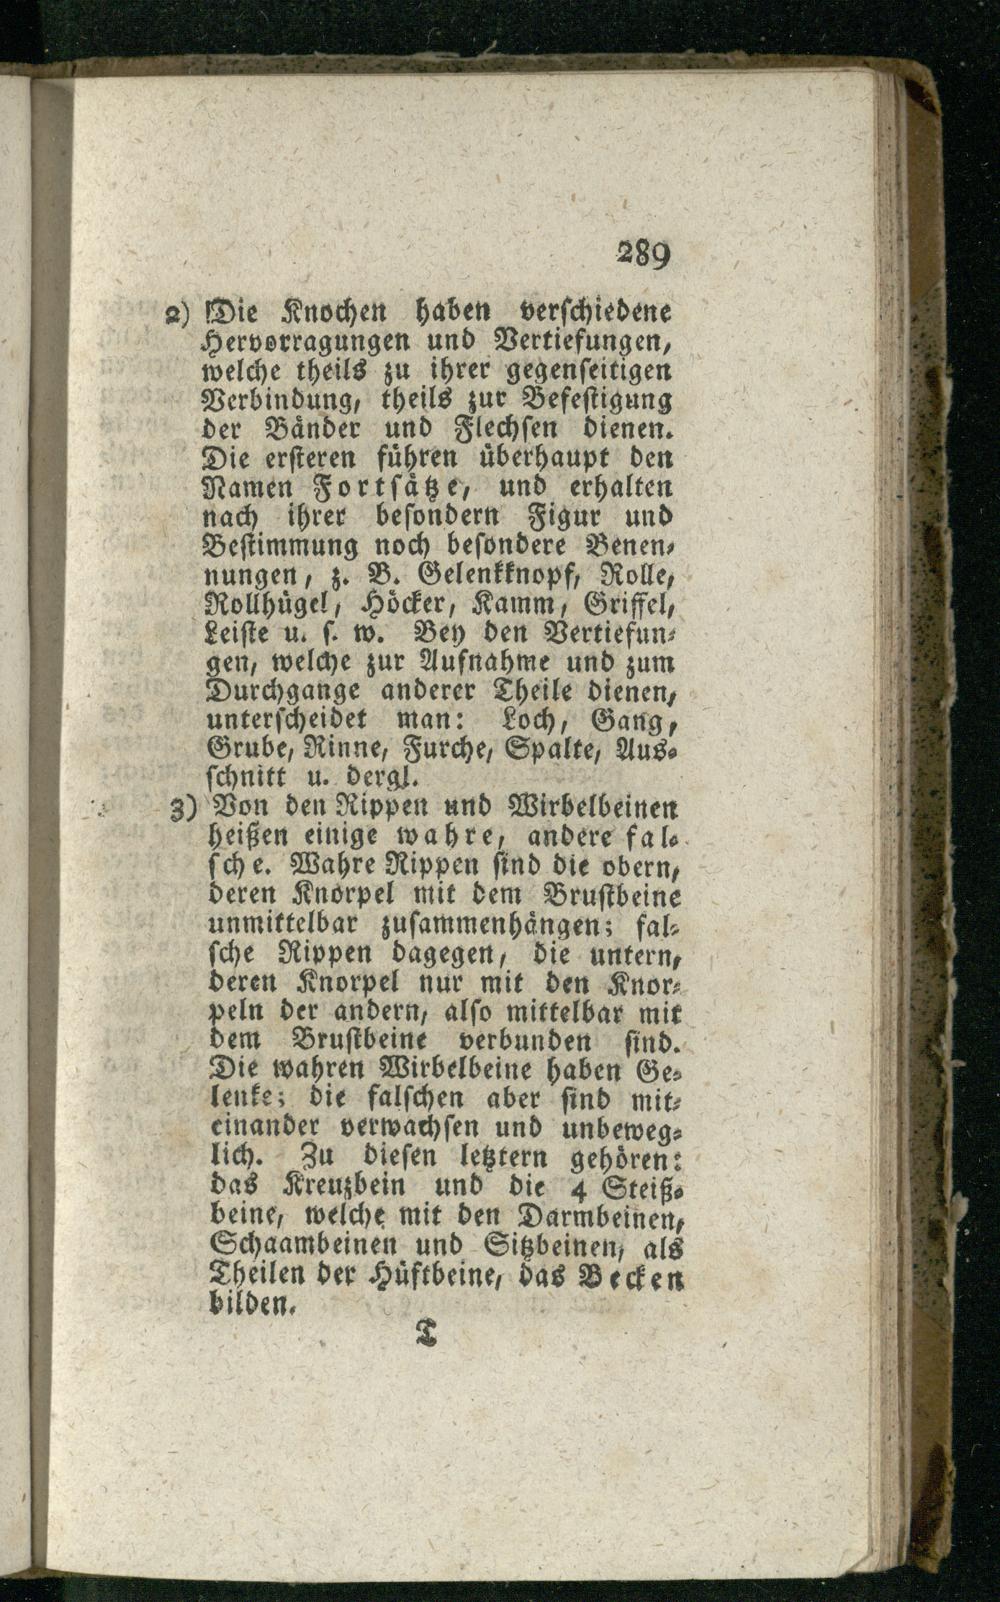 289
2) Die Knochen haben verschiedene
Hervorragungen und Vertiefungen,
welche theils zu ihrer gegenseitigen
Verbindung, theils zur Befestigung
der Bänder und Flechsen dienen.
Die ersteren führen überhaupt den
Namen Fortsätze, und erhalten
nach ihrer besondern Figur und
Bestimmung noch besondere Benen-
nungen, z. B. Gelenkknopf, Rolle,
Rollhügel, Höcker, Kamm, Griffel,
Leiste u. s. w. Bey den Vertiefun-
gen, welche zur Aufnahme und zum
Durchgange anderer Theile dienen,
unterscheidet man: Loch, Gang,
Grube, Rinne, Furche, Spalte, Aus-
schnitt u. dergl.
3) Von den Rippen und Wirbelbeinen
heißen einige wahre, andere fal-
sche. Wahre Rippen sind die obern,
deren Knorpel mit dem Brustbeine
unmittelbar zusammenhängen; fal-
sche Rippen dagegen, die untern,
deren Knorpel nur mit den Knor-
peln der andern, also mittelbar mit
dem Brustbeine verbunden sind.
Die wahren Wirbelbeine haben Ge-
lenke; die falschen aber sind mit-
einander verwachsen und unbeweg-
lich. Zu diesen letztern gehören:
das Kreuzbein und die 4 Steiß-
beine, welche mit den Darmbeinen,
Schaambeinen und Sitzbeinen, als
Theilen der Hüftbeine, das Becken
bilden.
T